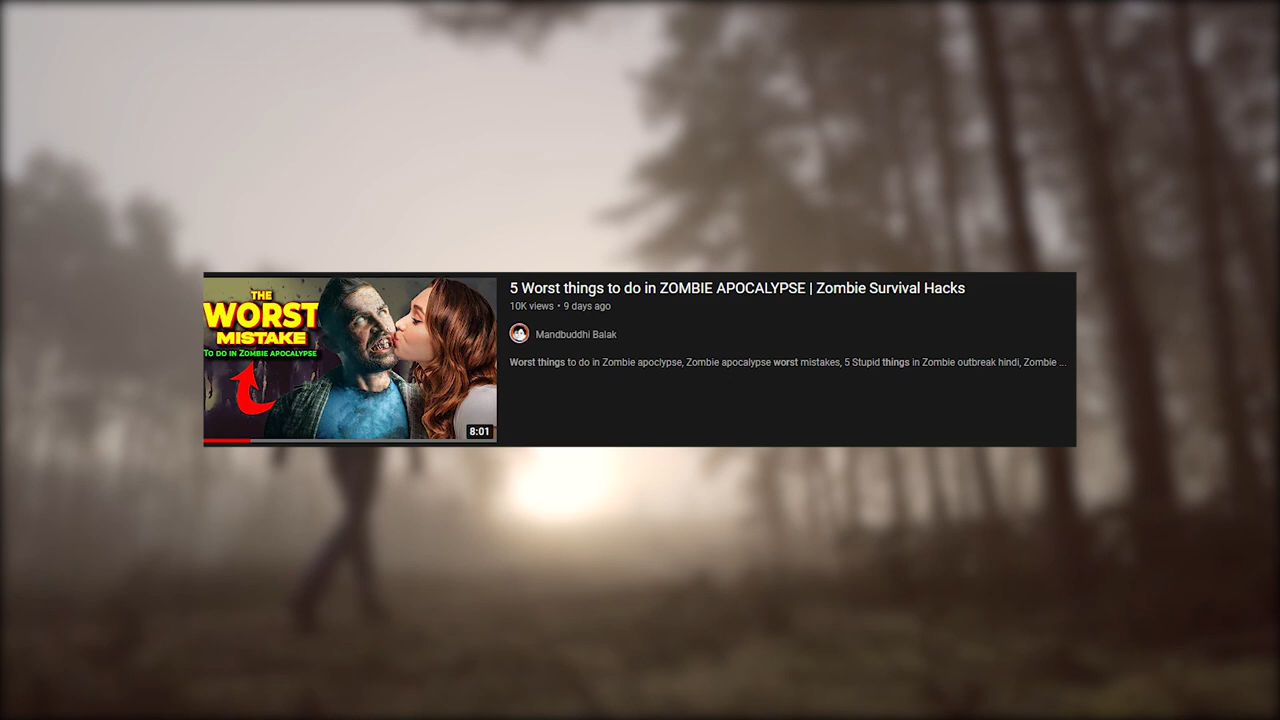 THE
WORST
MISTAKE
TO DO IN ZOMBIE APOCALYPSE
8:01
5 Worst things to do in ZOMBIE APOCALYPSE | Zombie Survival Hacks
10K views • 9 days ago
Mandbuddhi Balak
Worst things to do in Zombie apoclypse, Zombie apocalypse worst mistakes, 5 Stupid things in Zombie outbreak hindi, Zombie ...